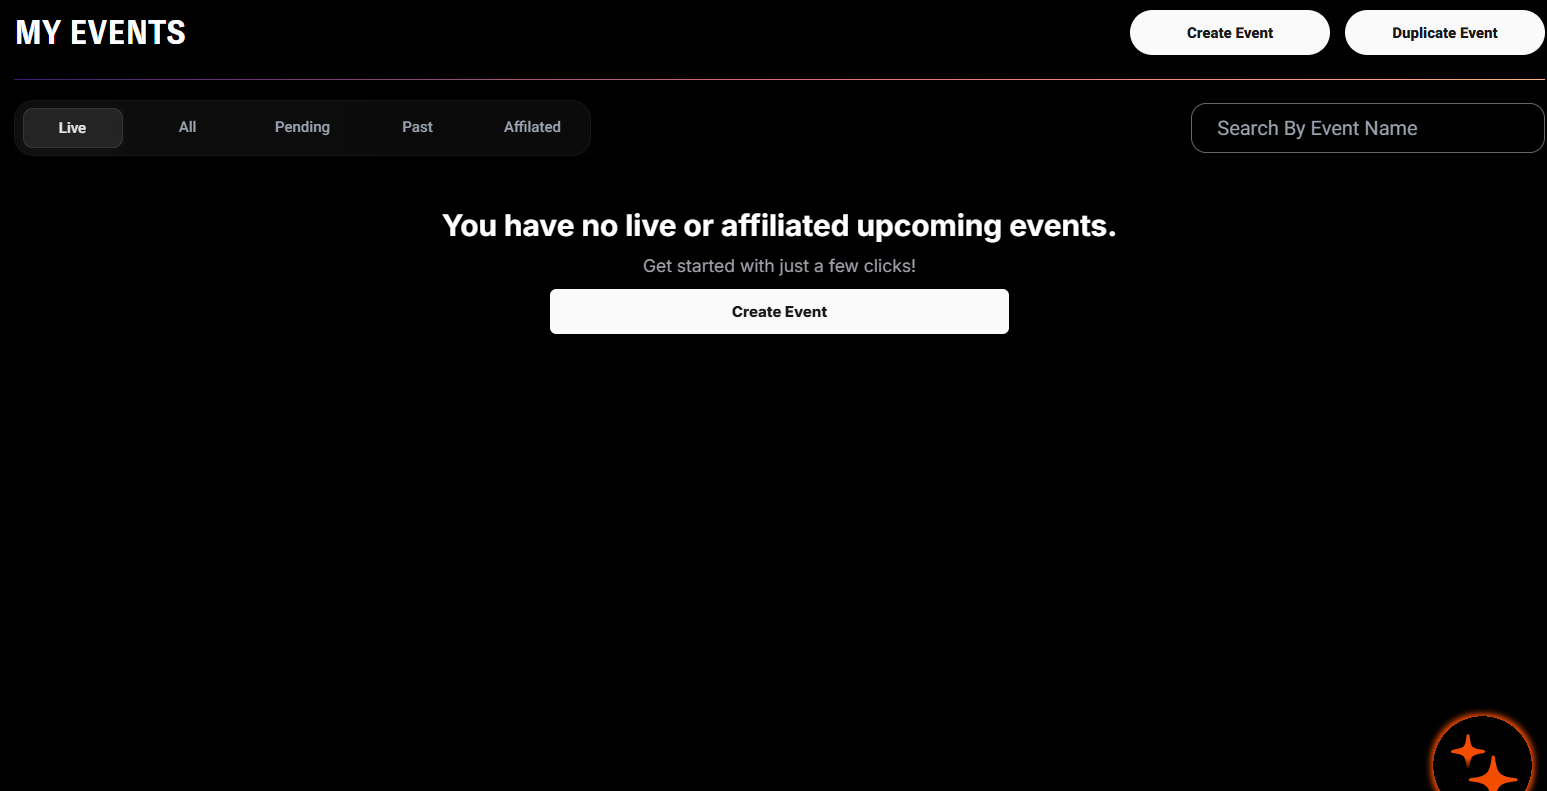 MY EVENTS
Create Event
Duplicate Event
Live
All
Pending
Past
Affilated
Search By Event Name
You have no live or affiliated upcoming events.
Get started with just a few clicks!
Create Event